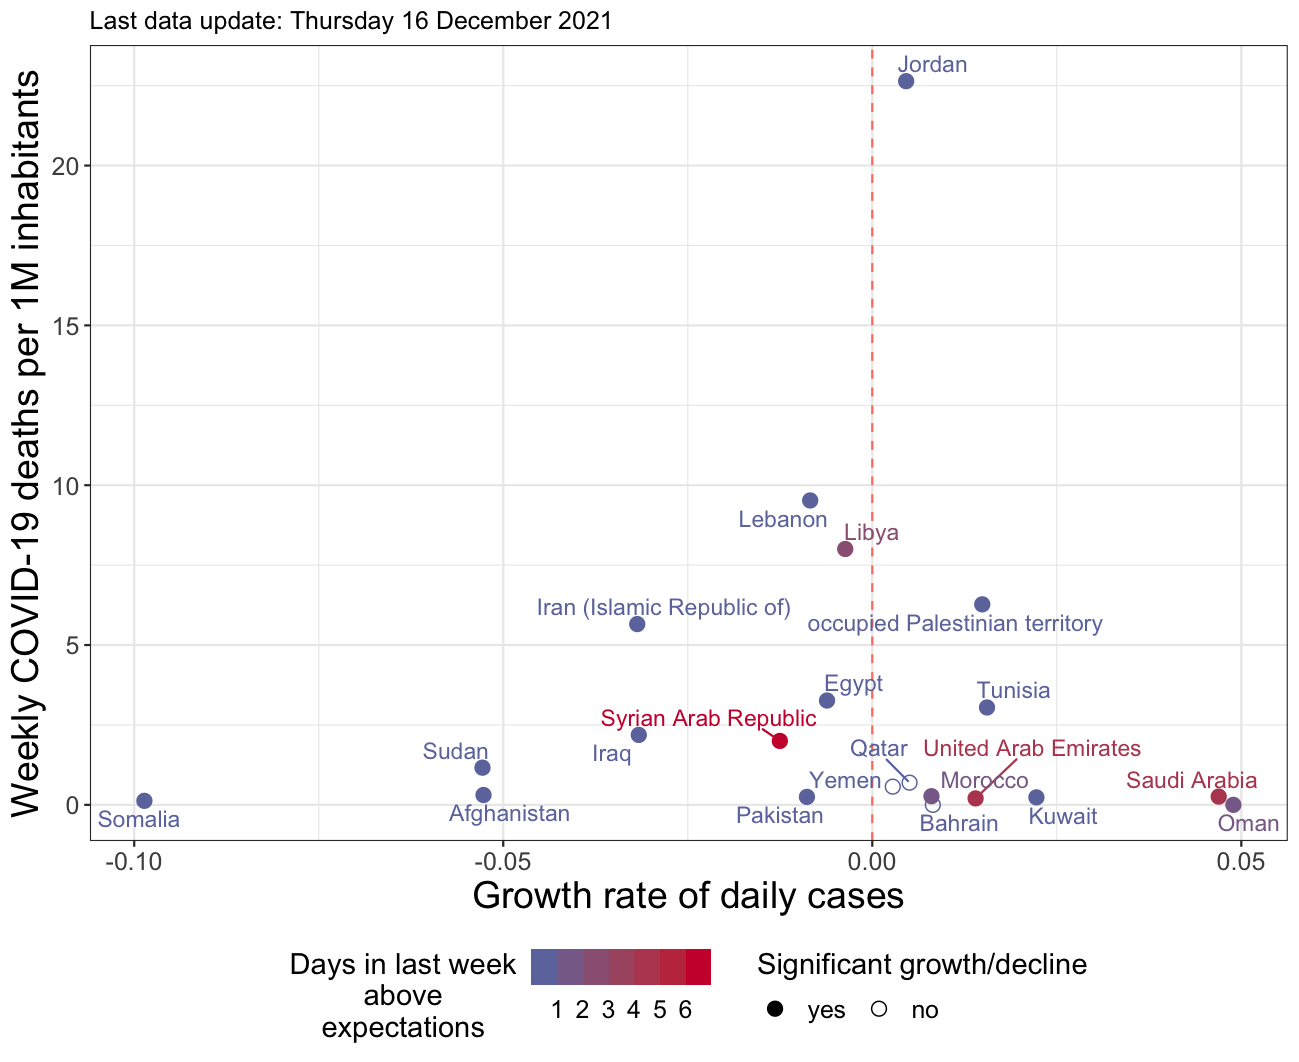 Last data update: Thursday 16 December 2021
Weekly COVID-19 deaths per 1M inhabitants
20
15
10
5
0
Jordan
Lebanon
Libya
Iran (Islamic Republic of)
occupied Palestinian territory
Egypt
Tunisia
Syrian Arab Republic
Iraq
Sudan
Qatar
United Arab Emirates
Yemen
Morocco
Saudi Arabia
Somalia
Afghanistan
Pakistan
Bahrain
Kuwait
Oman
-0.10
-0.05
0.00
0.05
Growth rate of daily cases
Days in last week
above
expectations
1 2 3 4 5 6
Significant growth/decline
yes
no